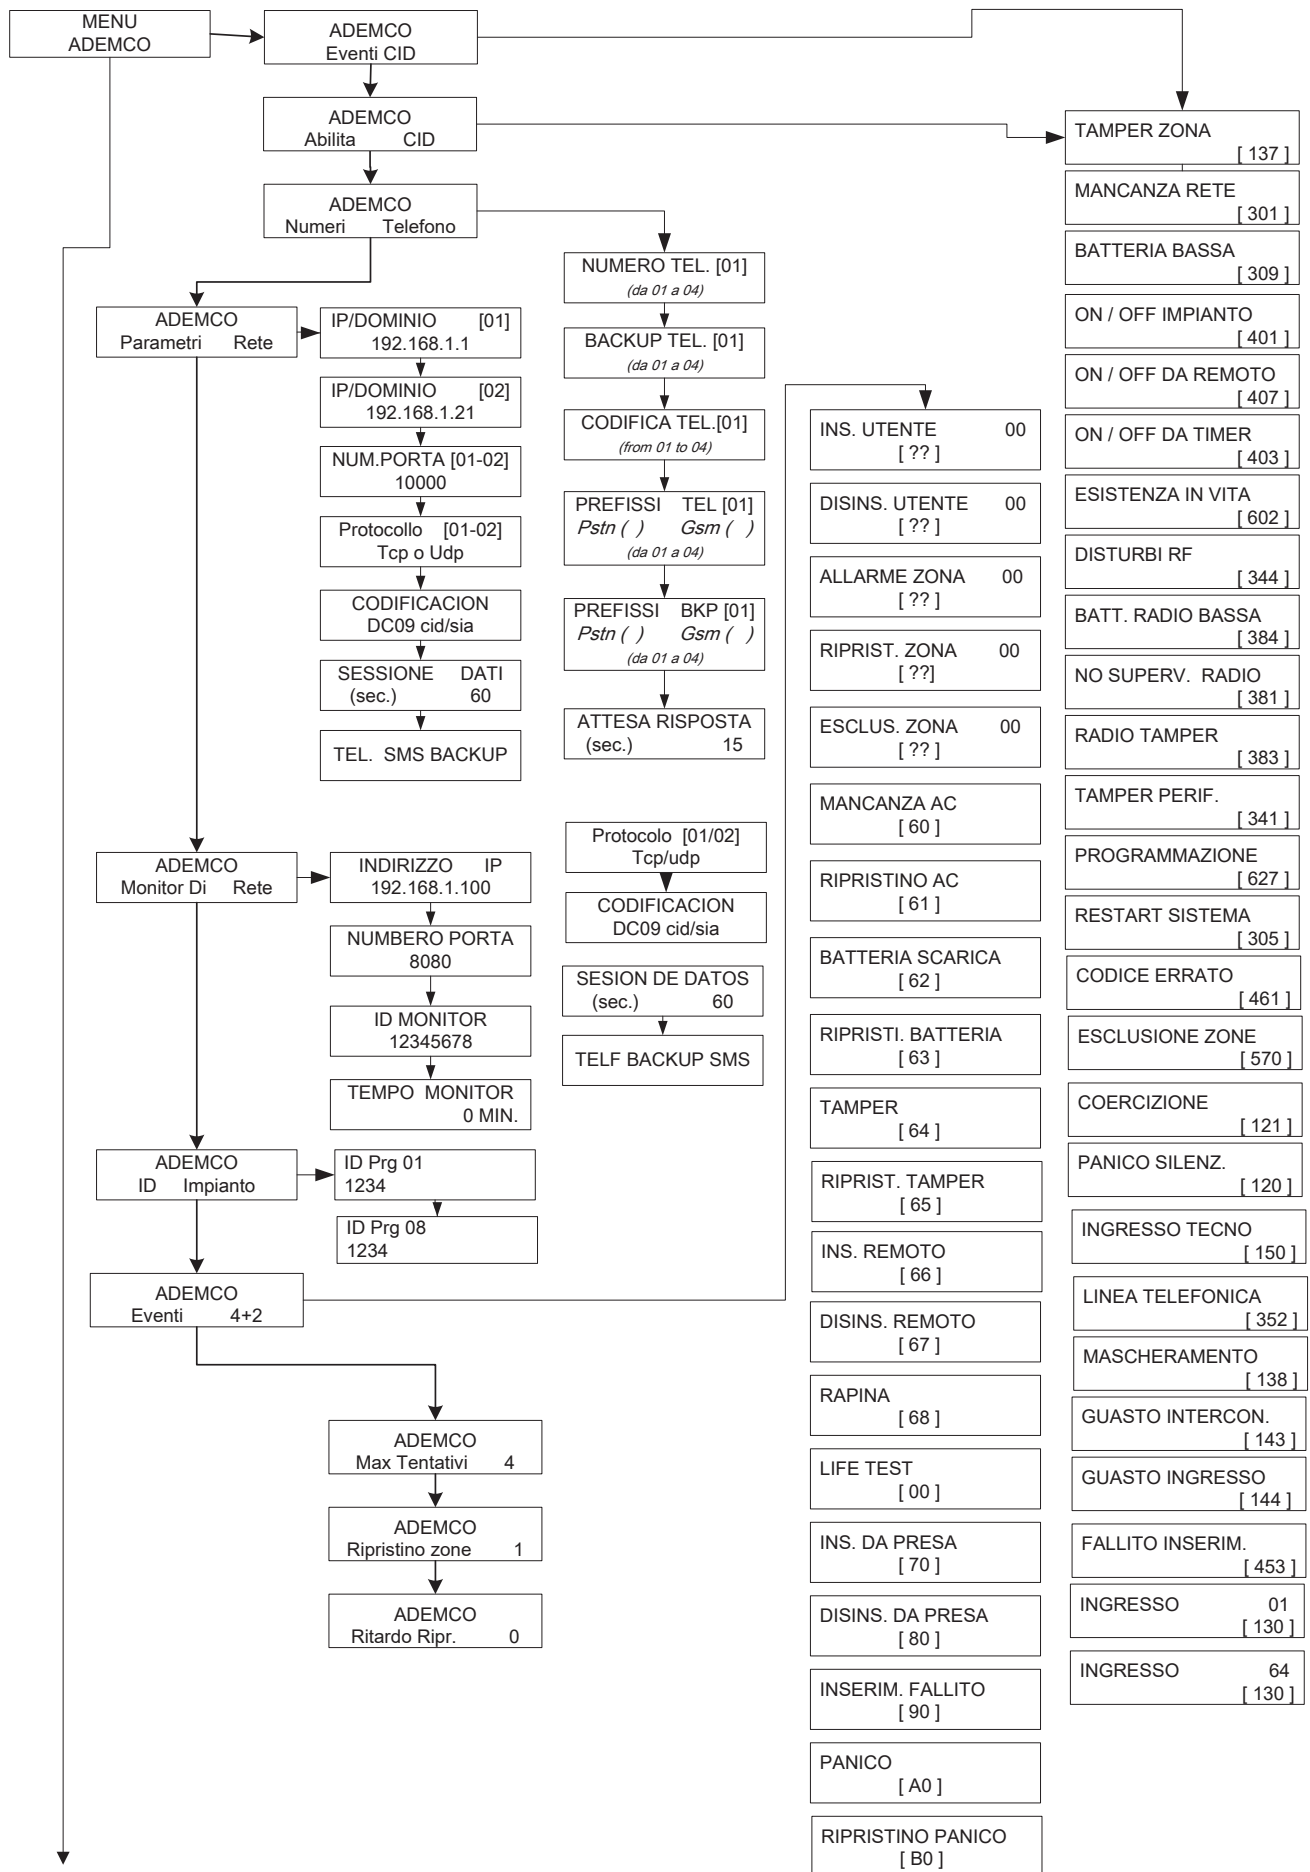 MENU
ADEMCO
ADEMCO
Eventi CID
ADEMCO
Abilita CID
ADEMCO
Numeri Telefono
ADEMCO
Parametri Rete
IP/DOMINIO [01]
192.168.1.1
IP/DOMINIO [02]
192.168.1.21
NUM.PORTA [01-02]
10000
Protocollo [01-02]
Tcp o Udp
CODIFICACION
DC09 cid/sia
SESSIONE DATI
(sec.) 60
TEL. SMS BACKUP
NUMERO TEL. [01]
(da 01 a 04)
BACKUP TEL. [01]
(da 01 a 04)
CODIFICA TEL.[01]
(from 01 to 04)
PREFISSI TEL [01]
Pstn ( ) Gsm ( )
(da 01 a 04)
PREFISSI BKP [01]
Pstn ( ) Gsm ( )
(da 01 a 04)
ATTESA RISPOSTA
(sec.) 15
Protocolo [01/02]
Tcp/udp
CODIFICACION
DC09 cid/sia
SESION DE DATOS
(sec.) 60
TELF BACKUP SMS
ADEMCO
Monitor Di Rete
INDIRIZZO IP
192.168.1.100
NUMBERO PORTA
8080
ID MONITOR
12345678
TEMPO MONITOR
0 MIN.
ADEMCO
ID Impianto
ID Prg 01
1234
ID Prg 08
1234
ADEMCO
Eventi 4+2
ADEMCO
Max Tentativi 4
ADEMCO
Ripristino zone 1
ADEMCO
Ritardo Ripr. 0
INS. UTENTE 00
[ ?? ]
DISINS. UTENTE 00
[ ?? ]
ALLARME ZONA 00
[ ?? ]
RIPRIST. ZONA 00
[ ??]
ESCLUS. ZONA 00
[ ?? ]
MANCANZA AC
[ 60 ]
RIPRISTINO AC
[ 61 ]
BATTERIA SCARICA
[ 62 ]
RIPRISTI. BATTERIA
[ 63 ]
TAMPER
[ 64 ]
RIPRIST. TAMPER
[ 65 ]
INS. REMOTO
[ 66 ]
DISINS. REMOTO
[ 67 ]
RAPINA
[ 68 ]
LIFE TEST
[ 00 ]
INS. DA PRESA
[ 70 ]
DISINS. DA PRESA
[ 80 ]
INSERIM. FALLITO
[ 90 ]
PANICO
[ A0 ]
RIPRISTINO PANICO
[ B0 ]
TAMPER ZONA
[ 137 ]
MANCANZA RETE
[ 301 ]
BATTERIA BASSA
[ 309 ]
ON / OFF IMPIANTO
[ 401 ]
ON / OFF DA REMOTO
[ 407 ]
ON / OFF DA TIMER
[ 403 ]
ESISTENZA IN VITA
[ 602 ]
DISTURBI RF
[ 344 ]
BATT. RADIO BASSA
[ 384 ]
NO SUPERV. RADIO
[ 381 ]
RADIO TAMPER
[ 383 ]
TAMPER PERIF.
[ 341 ]
PROGRAMMAZIONE
[ 627 ]
RESTART SISTEMA
[ 305 ]
CODICE ERRATO
[ 461 ]
ESCLUSIONE ZONE
[ 570 ]
COERCIZIONE
[ 121 ]
PANICO SILENZ.
[ 120 ]
INGRESSO TECNO
[ 150 ]
LINEA TELEFONICA
[ 352 ]
MASCHERAMENTO
[ 138 ]
GUASTO INTERCON.
[ 143 ]
GUASTO INGRESSO
[ 144 ]
FALLITO INSERIM.
[ 453 ]
INGRESSO 01
[ 130 ]
INGRESSO 64
[ 130 ]